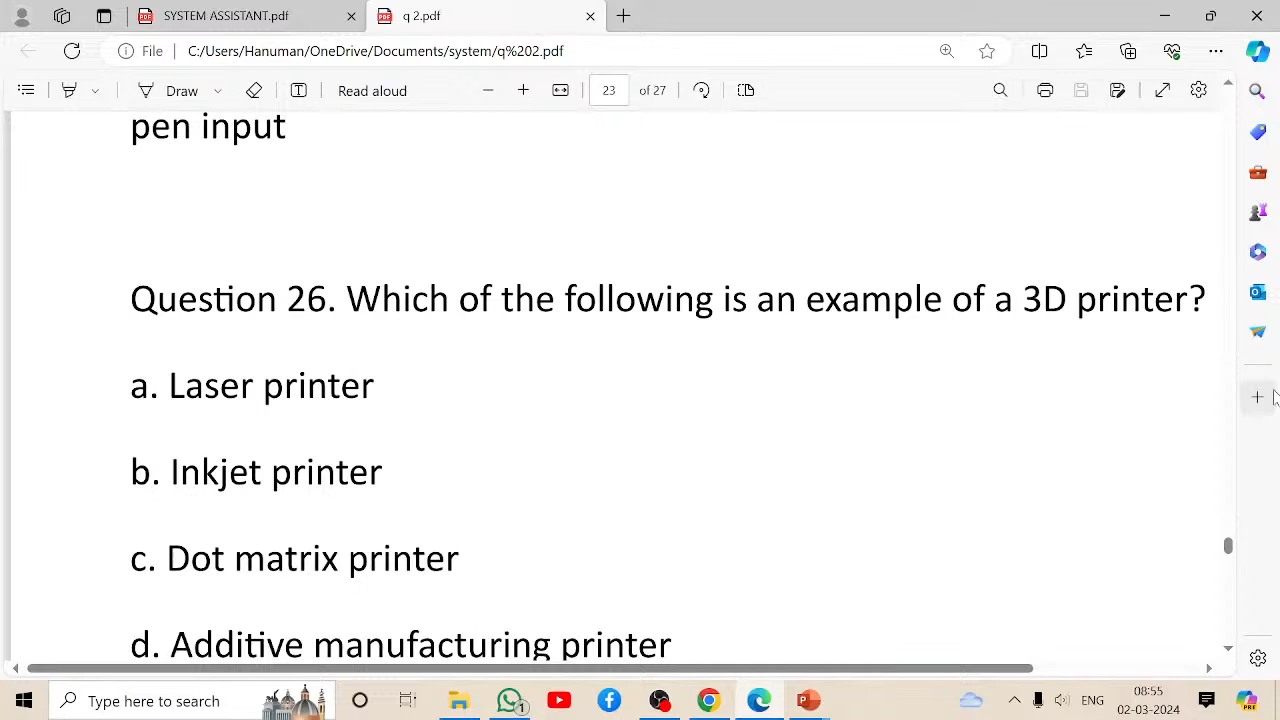 SYSTEM ASSISTANT.pdf
q 2.pdf
File
C:/Users/Hanuman/OneDrive/Documents/system/q%202.pdf
Draw
Read aloud
23
of 27
pen input
Question 26. Which of the following is an example of a 3D printer?
a. Laser printer
b. Inkjet printer
c. Dot matrix printer
d. Additive manufacturing printer
Type here to search
1
ENG
08:55
02-03-2024